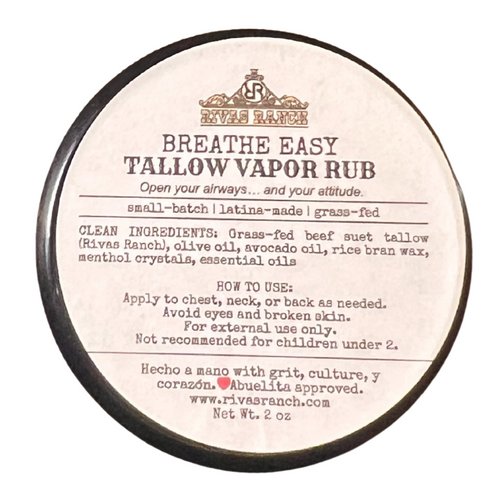 RR
RIVAS RANCH
BREATHE EASY
TALLOW VAPOR RUB
Open your airways... and your attitude.
small-batch | latina-made | grass-fed
CLEAN INGREDIENTS: Grass-fed beef suet tallow
(Rivas Ranch), olive oil, avocado oil, rice bran wax,
menthol crystals, essential oils
HOW TO USE:
Apply to chest, neck, or back as needed.
Avoid eyes and broken skin.
For external use only.
Not recommended for children under 2.
Hecho a mano with grit, culture, y
corazón. ❤Abuelita approved.
www.rivasranch.com
Net Wt. 2 oz